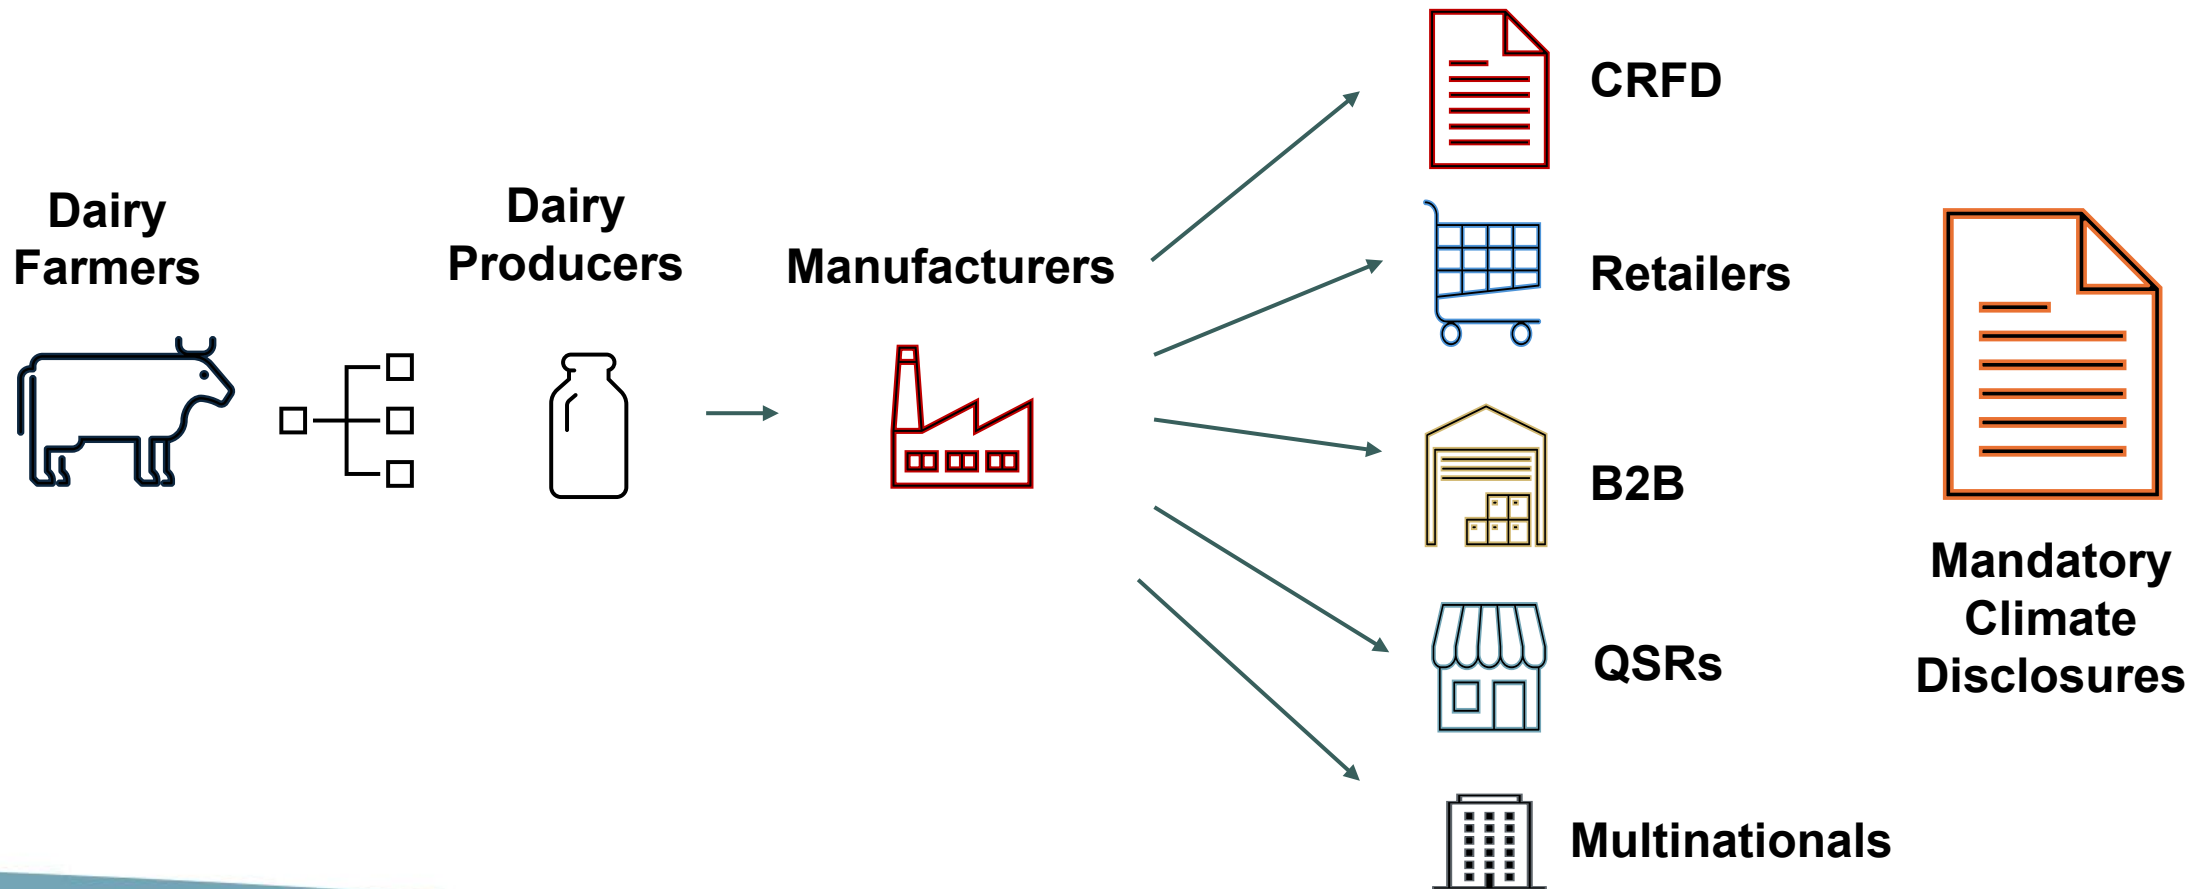 Dairy
Farmers
Dairy
Producers
Manufacturers
CRFD
Retailers
B2B
QSRs
Multinationals
Mandatory
Climate
Disclosures